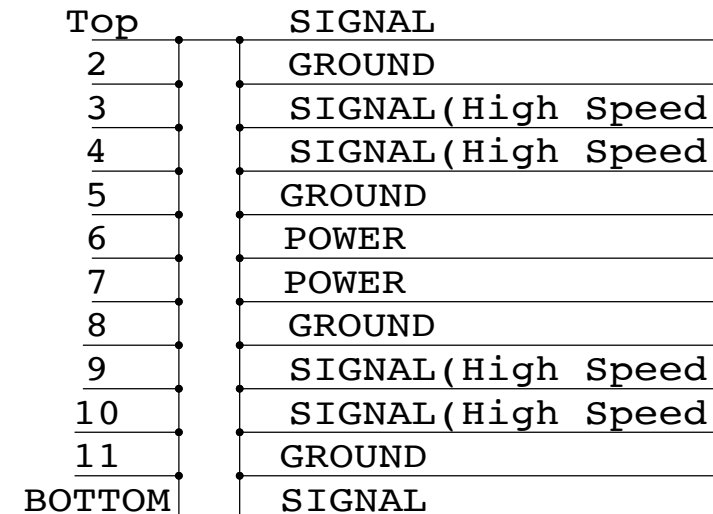 Top SIGNAL
2 GROUND
3 SIGNAL(High Speed
4 SIGNAL(High Speed
5 GROUND
6 POWER
7 POWER
8 GROUND
9 SIGNAL(High Speed
10 SIGNAL(High Speed
11 GROUND
BOTTOM SIGNAL